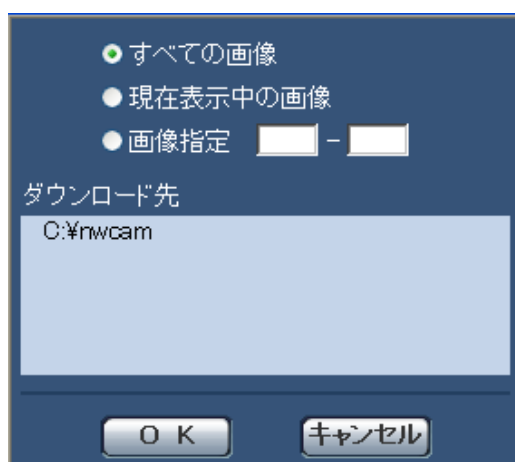 すべての画像
現在表示中の画像
画像指定 －
ダウンロード先
C:¥nwcam
ＯＫ キャンセル